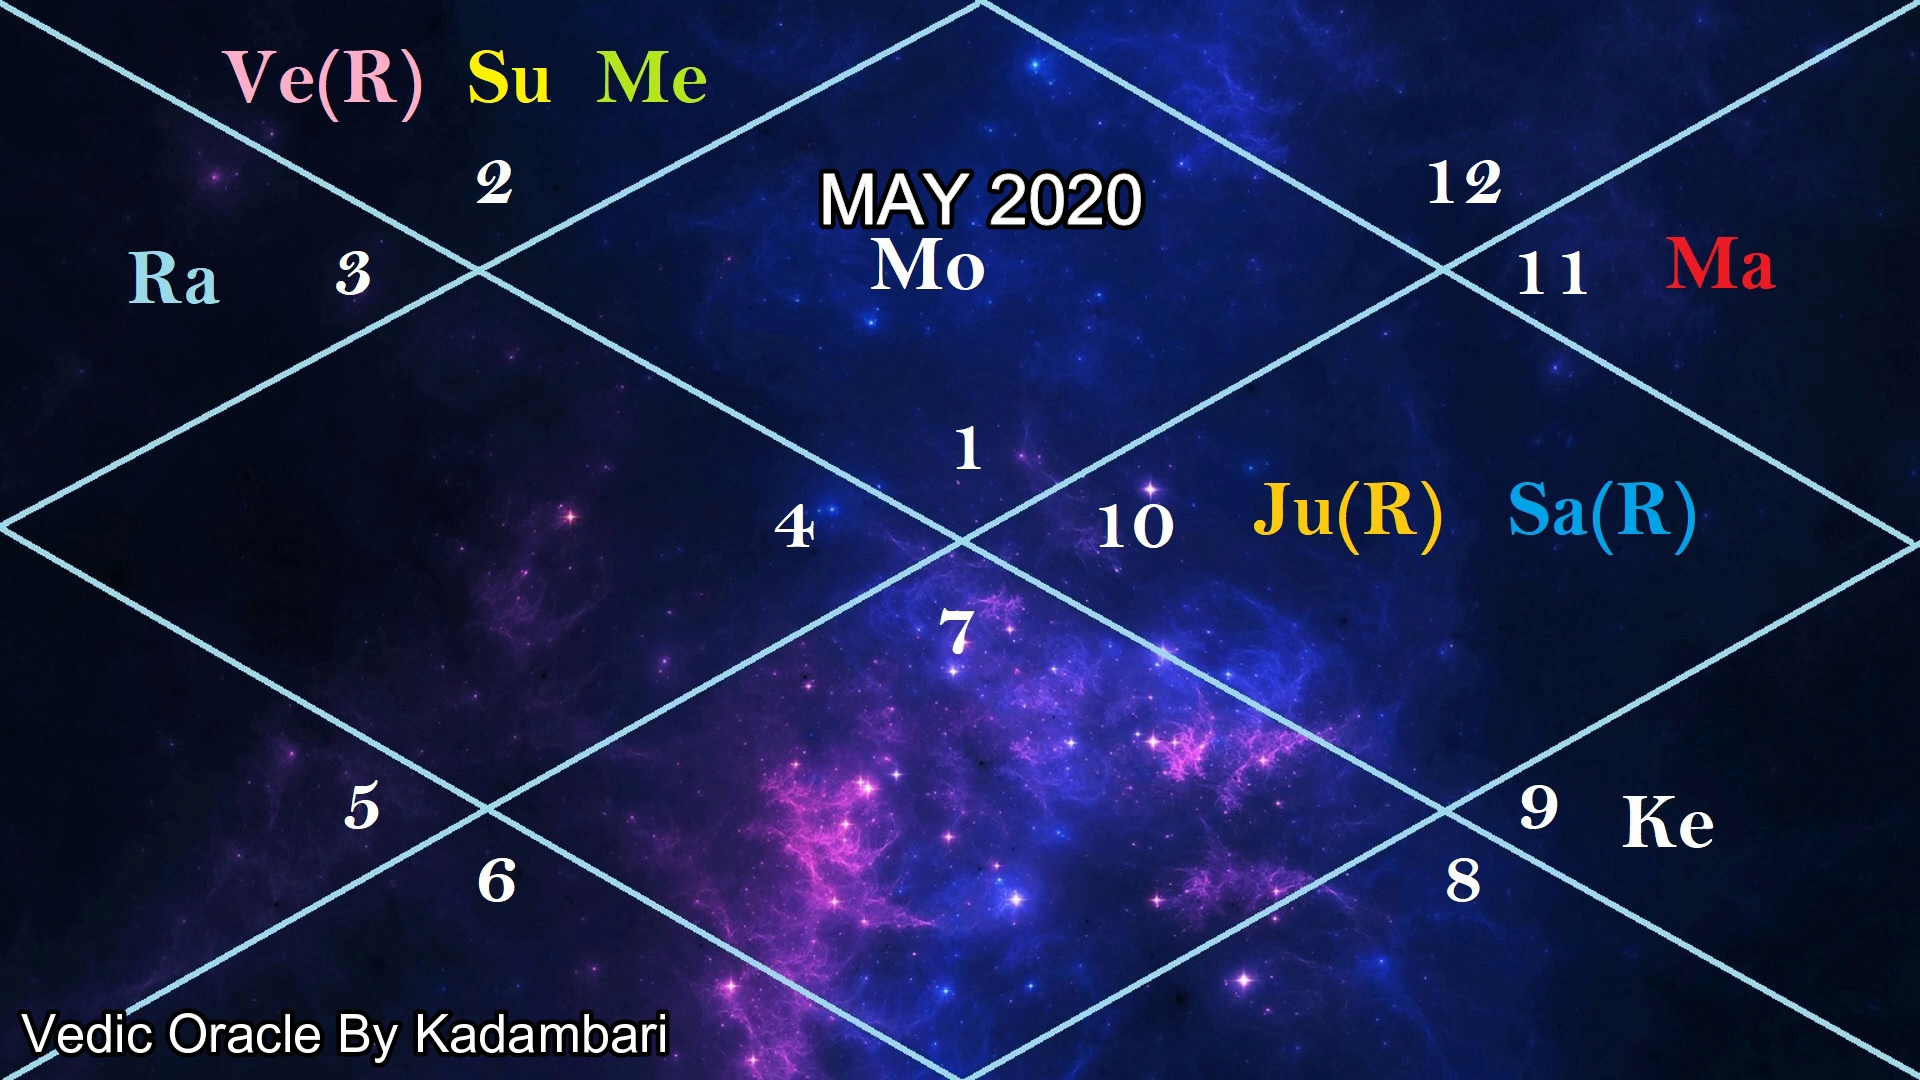 Ve(R) Su Me
2
12
MAY 2020
Mo
Ra 3
11 Ma
1
4
10 Ju(R) Sa(R)
7
5
9 Ke
6
8
Vedic Oracle By Kadambari